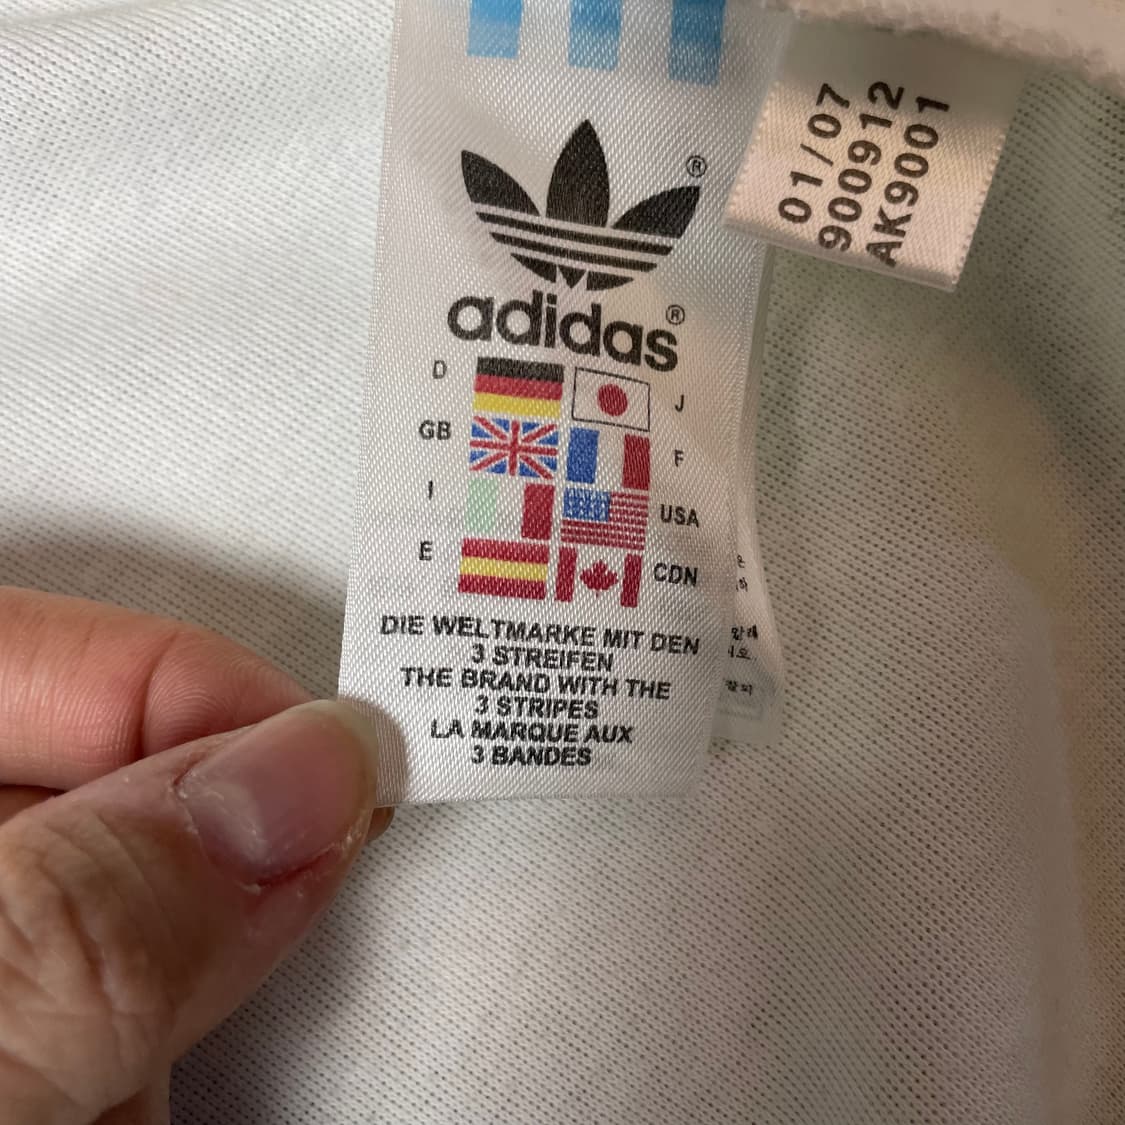 ®
adidas®
D
J
GB
F
I
USA
E
CDN
DIE WELTMARKE MIT DEN
3 STREIFEN
THE BRAND WITH THE
3 STRIPES
LA MARQUE AUX
3 BANDES
01/07
900912
AK9001